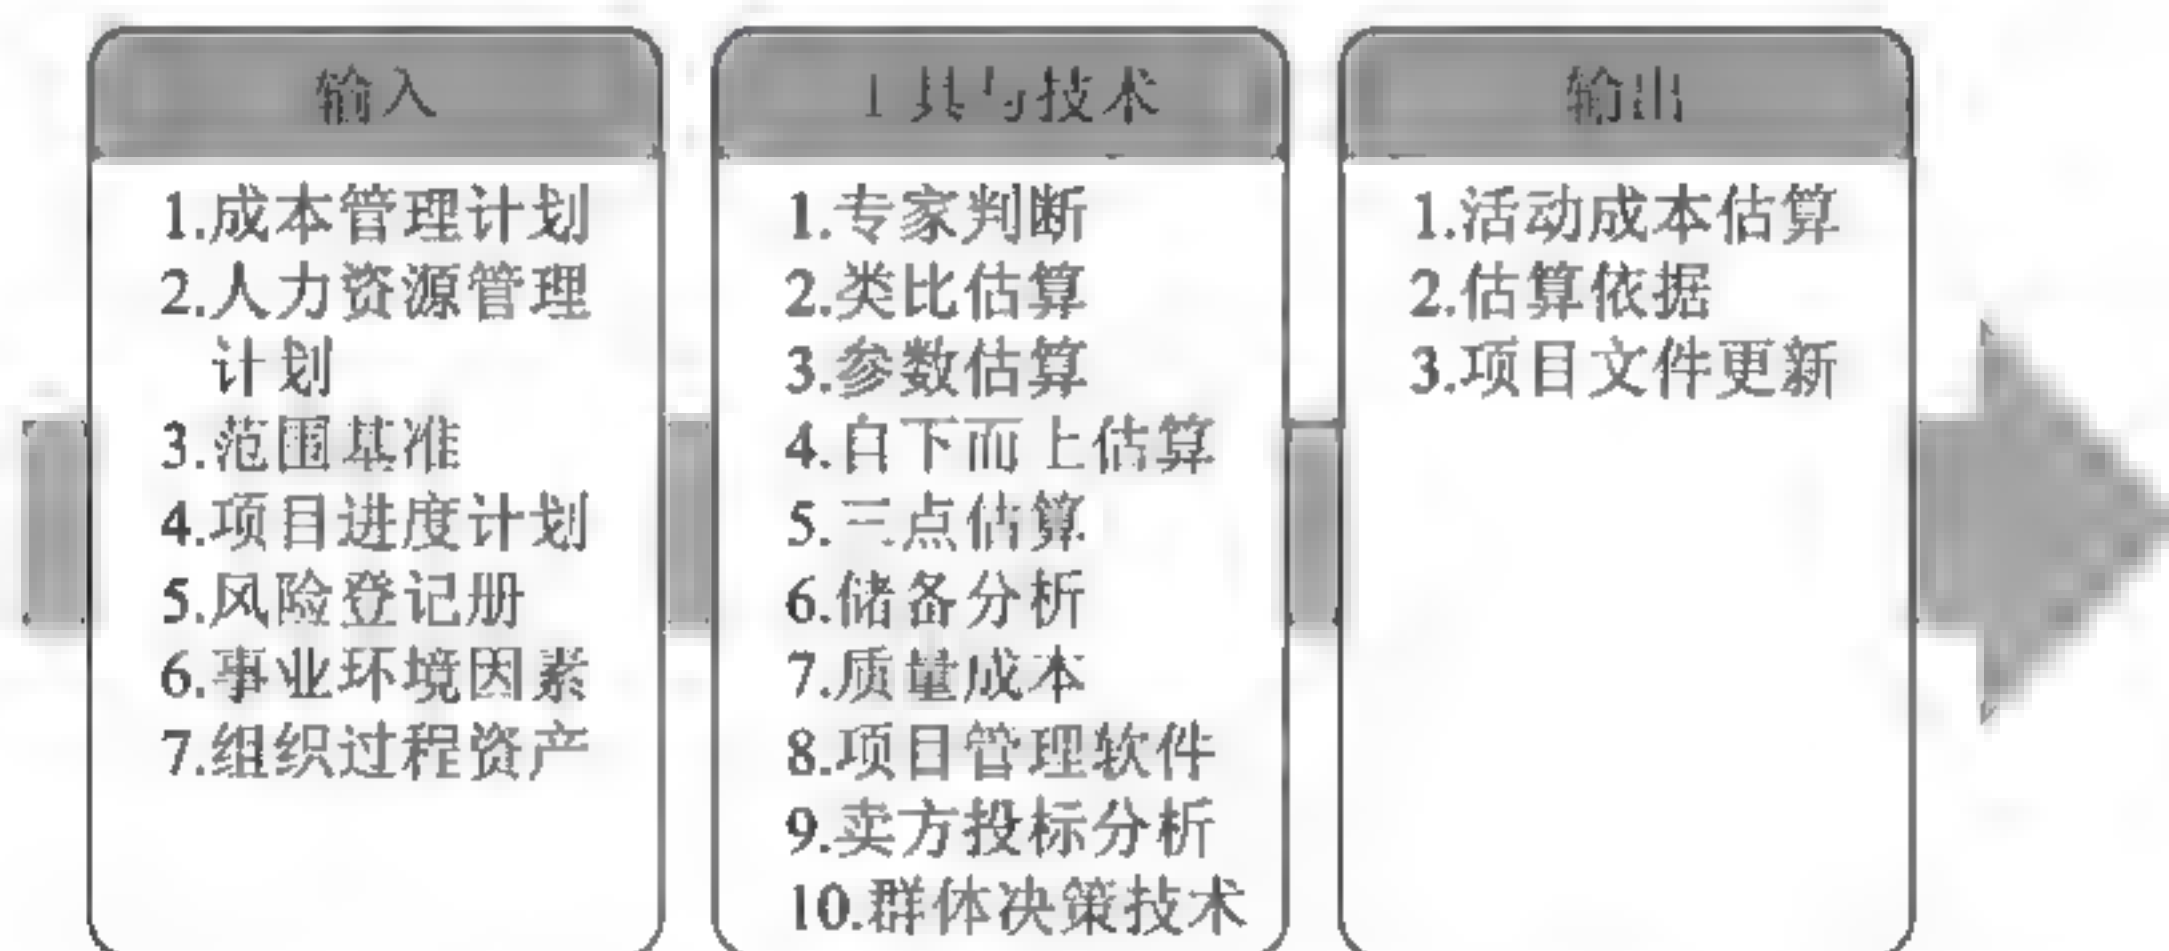 输入
1.成本管理计划
2.人力资源管理
计划
3.范围基准
4.项目进度计划
5.风险登记册
6.事业环境因素
7.组织过程资产
工具与技术
1.专家判断
2.类比估算
3.参数估算
4.自下而上估算
5.三点估算
6.储备分析
7.质量成本
8.项目管理软件
9.卖方投标分析
10.群体决策技术
输出
1.活动成本估算
2.估算依据
3.项目文件更新